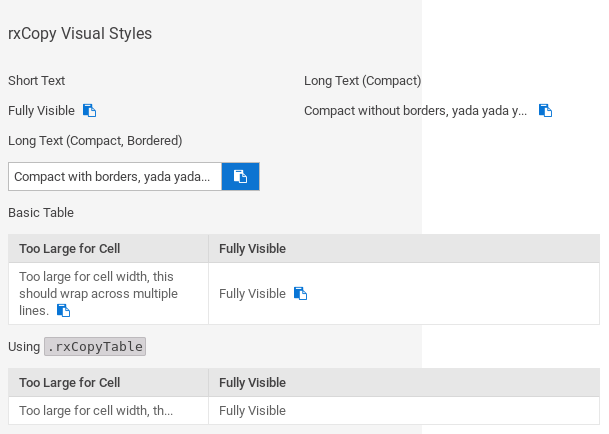 rxCopy Visual Styles
Short Text
Long Text (Compact)
Fully Visible
Compact without borders, yada yada y...
Long Text (Compact, Bordered)
Compact with borders, yada yada...
Basic Table
Too Large for Cell
Fully Visible
Too large for cell width, this
should wrap across multiple
lines.
Fully Visible
Using .rxCopyTable
Too Large for Cell
Fully Visible
Too large for cell width, th...
Fully Visible